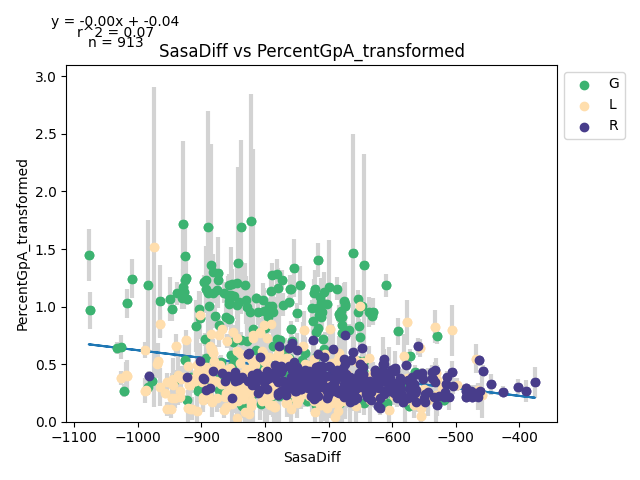 y = -0.00x + -0.04
r^2 = 0.07
n = 913
SasaDiff vs PercentGpA_transformed
G
L
R
PercentGpA_transformed
3.0
2.5
2.0
1.5
1.0
0.5
0.0
−1100 −1000 −900 −800 −700 −600 −500 −400
SasaDiff